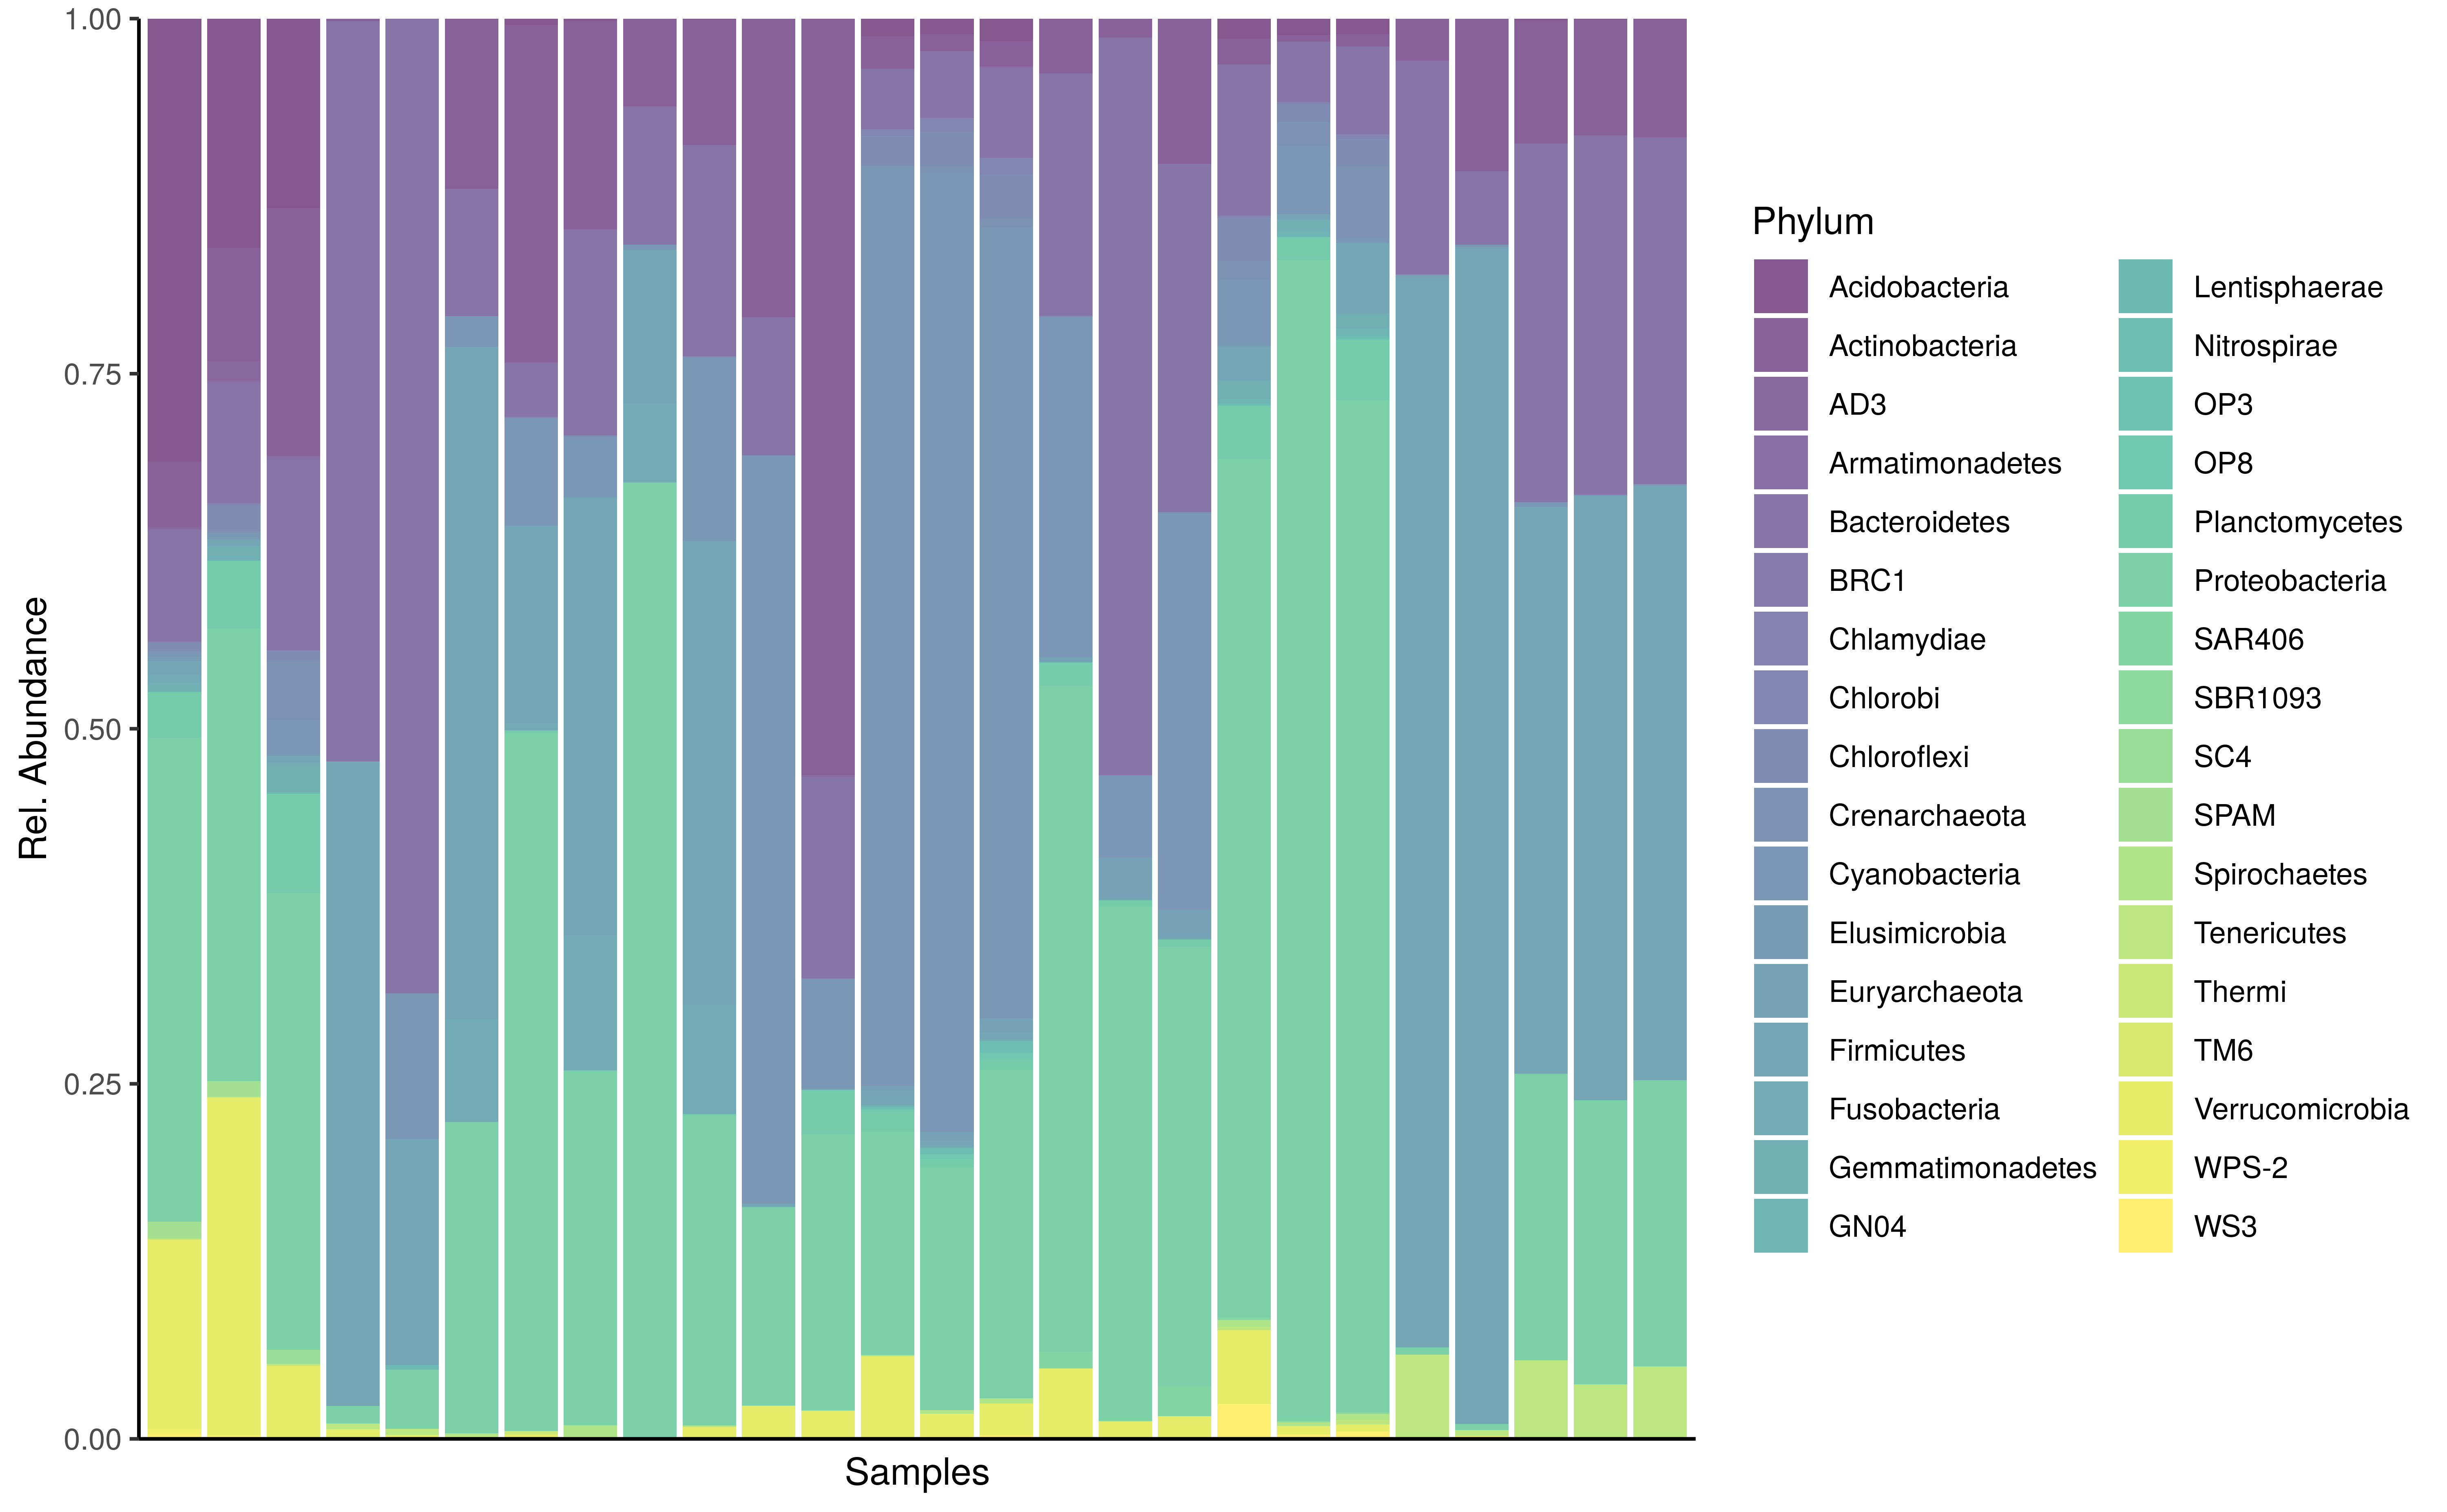 1.00
0.75
0.50
0.25
0.00
Rel. Abundance
Samples
Phylum
Acidobacteria
Actinobacteria
AD3
Armatimonadetes
Bacteroidetes
BRC1
Chlamydiae
Chlorobi
Chloroflexi
Crenarchaeota
Cyanobacteria
Elusimicrobia
Euryarchaeota
Firmicutes
Fusobacteria
Gemmatimonadetes
GN04
Lentisphaerae
Nitrospirae
OP3
OP8
Planctomycetes
Proteobacteria
SAR406
SBR1093
SC4
SPAM
Spirochaetes
Tenericutes
Thermi
TM6
Verrucomicrobia
WPS-2
WS3